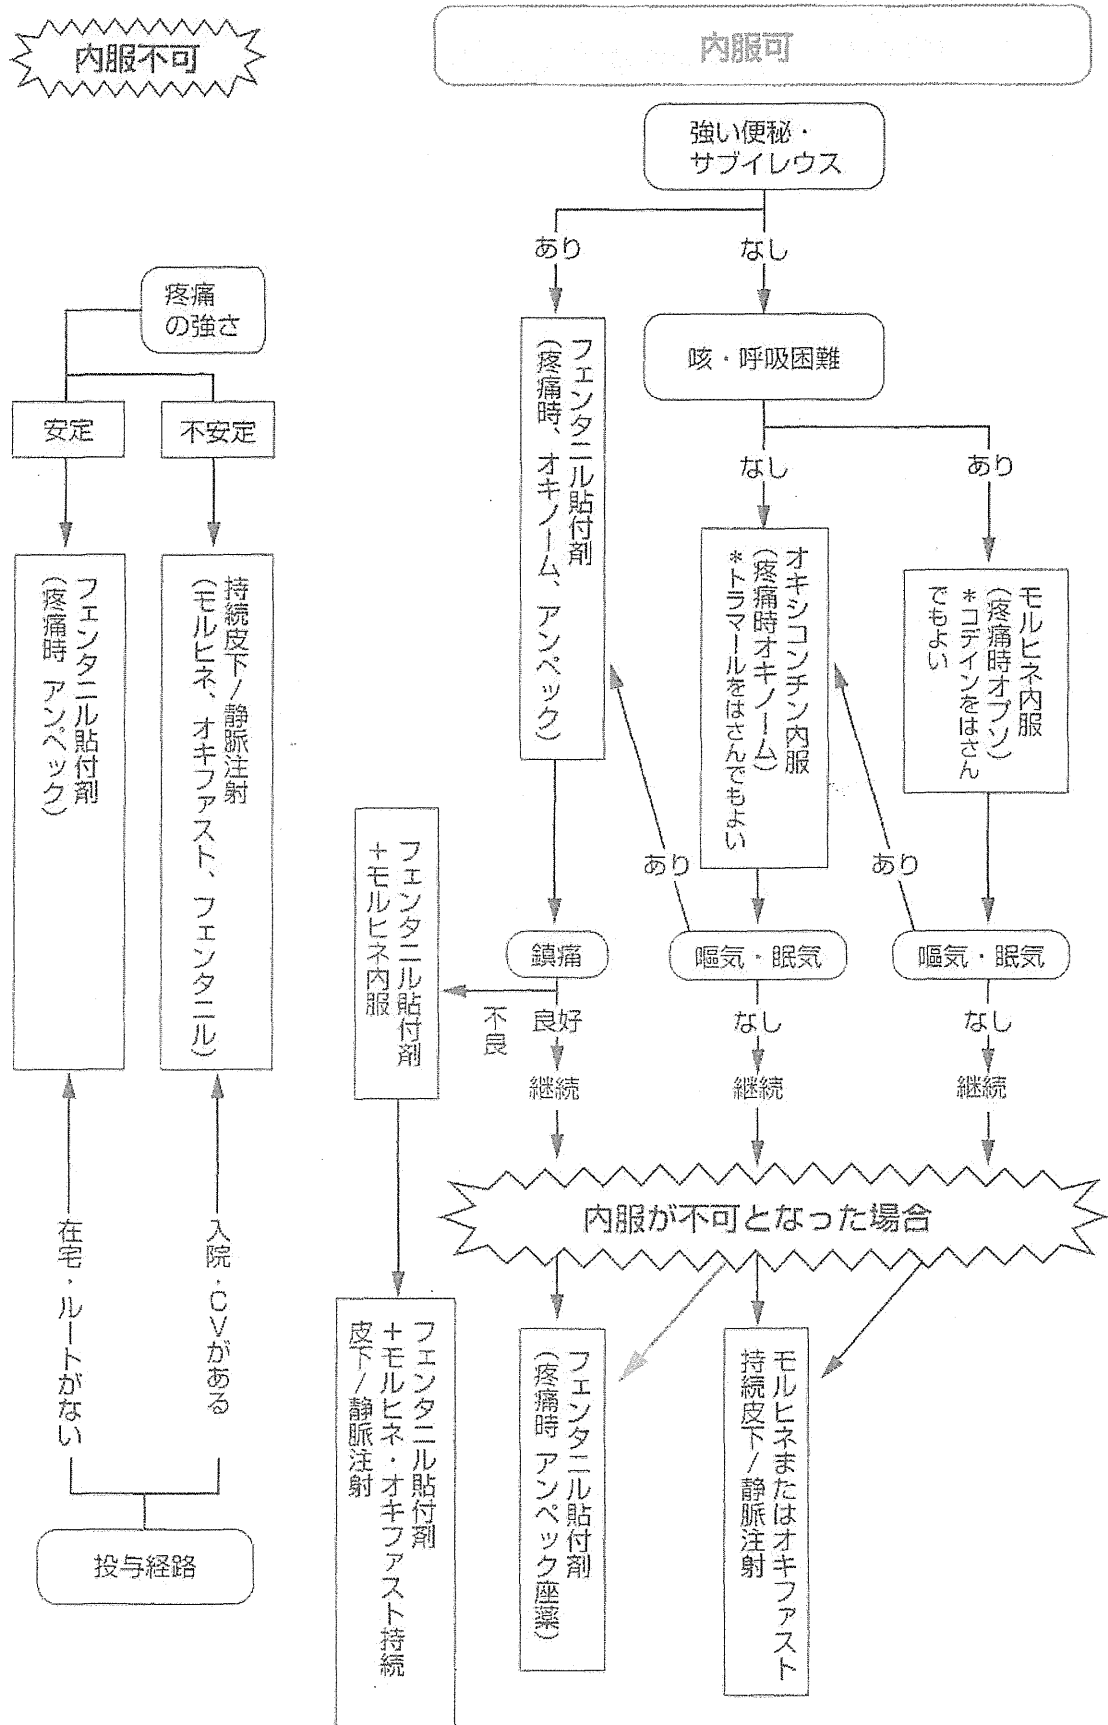 内服不可
疼痛
の強さ
安定
不安定
フェンタニル貼付剤
(疼痛時 アンペック)
持続皮下/静脈注射
(モルヒネ、オキファスト、フェンタニル)
在宅・ルートがない
入院・CVがある
投与経路
内服可
強い便秘・
サブイレウス
あり
なし
フェンタニル貼付剤
(疼痛時、オキノーム、アンペック)
咳・呼吸困難
なし
あり
オキシコンチン内服
(疼痛時オキノーム)
*トラマールをはさんでもよい
モルヒネ内服
(疼痛時オプソ)
*コデインをはさん
でもよい
あり
あり
フェンタニル貼付剤
+モルヒネ内服
鎮痛
嘔気・眠気
嘔気・眠気
不良
良好
なし
なし
継続
継続
継続
内服が不可となった場合
フェンタニル貼付剤
+モルヒネ・オキファスト持続
皮下/静脈注射
フェンタニル貼付剤
(疼痛時 アンペック座薬)
モルヒネまたはオキファスト
持続皮下/静脈注射